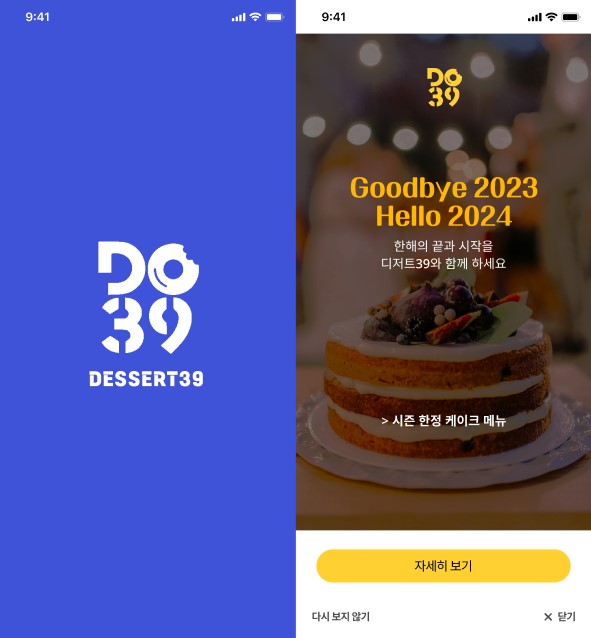 9:41
DO
39
DESSERT39
9:41
DO
39
Goodbye 2023
Hello 2024
한해의 끝과 시작을
디저트39와 함께 하세요
> 시즌 한정 케이크 메뉴
자세히 보기
다시 보지 않기
✕ 닫기